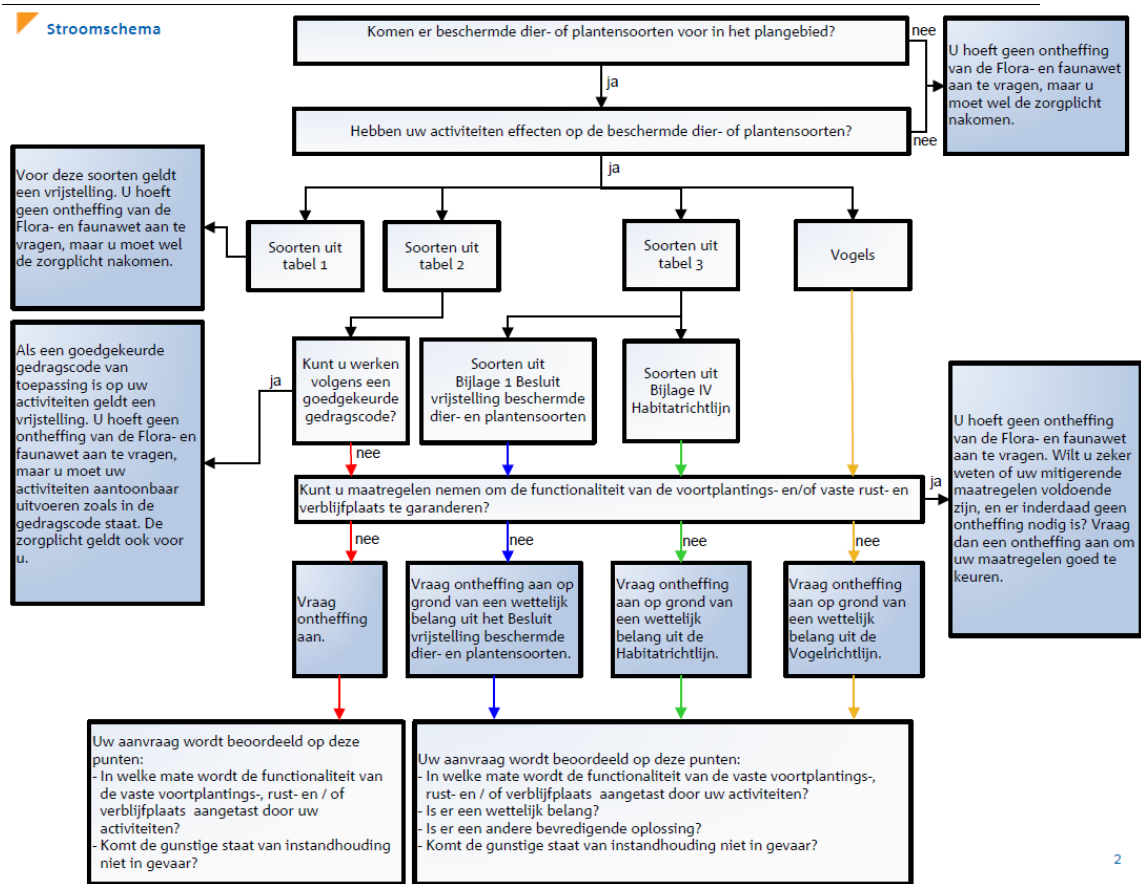 Stroomschema
Komen er beschermde dier- of plantensoorten voor in het plangebied?
nee
U hoeft geen ontheffing
van de Flora- en faunawet
aan te vragen, maar u
moet wel de zorgplicht
nakomen.
ja
Hebben uw activiteiten effecten op de beschermde dier- of plantensoorten?
nee
ja
Voor deze soorten geldt
een vrijstelling. U hoeft
geen ontheffing van de
Flora- en faunawet aan te
vragen, maar u moet wel
de zorgplicht nakomen.
Soorten uit
tabel 1
Soorten uit
tabel 2
Soorten uit
tabel 3
Vogels
Als een goedgekeurde
gedragscode van
toepassing is op uw
activiteiten geldt een
vrijstelling. U hoeft geen
ontheffing van de Flora- en
faunawet aan te vragen,
maar u moet uw
activiteiten aantoonbaar
uitvoeren zoals in de
gedragscode staat. De
zorgplicht geldt ook voor
u.
ja
Kunt u werken
volgens een
goedgekeurde
gedragscode?
Soorten uit
Bijlage 1 Besluit
vrijstelling beschermde
dier- en plantensoorten
Soorten uit
Bijlage IV
Habitatrichtlijn
nee
Kunt u maatregelen nemen om de functionaliteit van de voortplantings- en/of vaste rust- en
verblijfplaats te garanderen?
ja
U hoeft geen ontheffing
van de Flora- en faunawet
aan te vragen. Wilt u zeker
weten of uw mitigerende
maatregelen voldoende
zijn, en er inderdaad geen
ontheffing nodig is? Vraag
dan een ontheffing aan om
uw maatregelen goed te
keuren.
nee
nee
nee
nee
Vraag
ontheffing
aan.
Vraag ontheffing aan op
grond van een wettelijk
belang uit het Besluit
vrijstelling beschermde
dier- en plantensoorten.
Vraag ontheffing
aan op grond van
een wettelijk
belang uit de
Habitatrichtlijn.
Vraag ontheffing
aan op grond van
een wettelijk
belang uit de
Vogelrichtlijn.
Uw aanvraag wordt beoordeeld op deze
punten:
- In welke mate wordt de functionaliteit van
de vaste voortplantings-, rust- en / of
verblijfplaats aangetast door uw
activiteiten?
- Komt de gunstige staat van instandhouding
niet in gevaar?
Uw aanvraag wordt beoordeeld op deze punten:
- In welke mate wordt de functionaliteit van de vaste voortplantings-,
rust- en / of verblijfplaats aangetast door uw activiteiten?
- Is er een wettelijk belang?
- Is er een andere bevredigende oplossing?
- Komt de gunstige staat van instandhouding niet in gevaar?
2